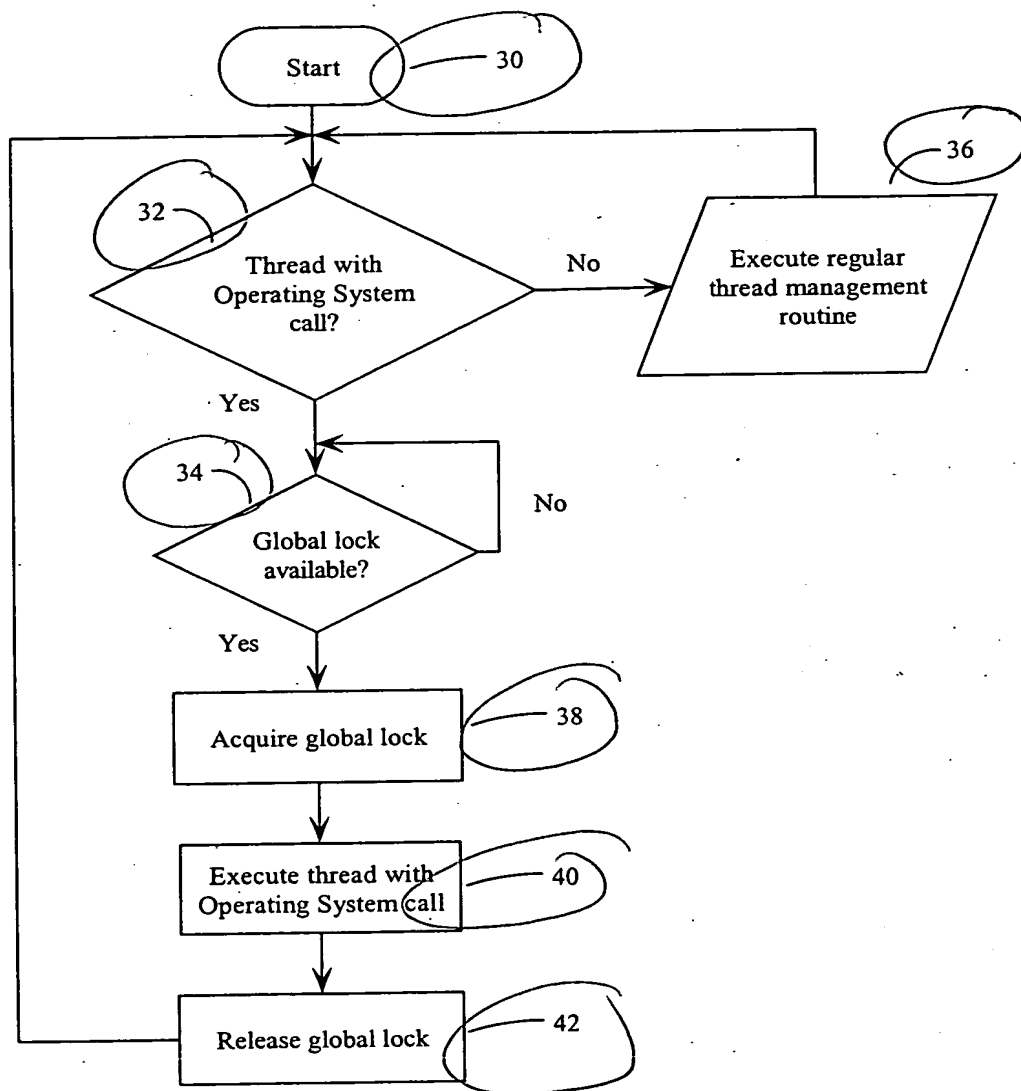 Start
30
36
32
Thread with
Operating System
call?
No
Execute regular
thread management
routine
Yes
34
No
Global lock
available?
Yes
Acquire global lock
38
Execute thread with
Operating System call
40
Release global lock
42